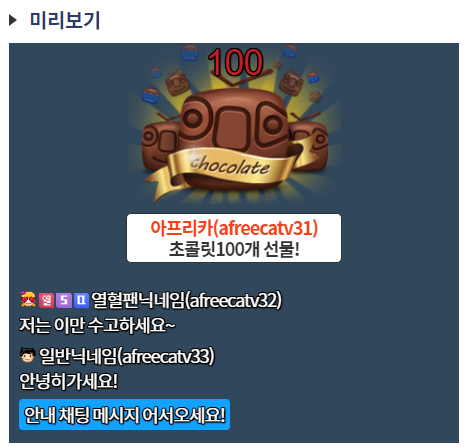 미리보기
100
chocolate
아프리카(afreecatv31)
초콜릿100개 선물!
열 S Q 열혈팬닉네임(afreecatv32)
저는 이만 수고하세요~
일반닉네임(afreecatv33)
안녕히가세요!
안내 채팅 메시지 어서오세요!